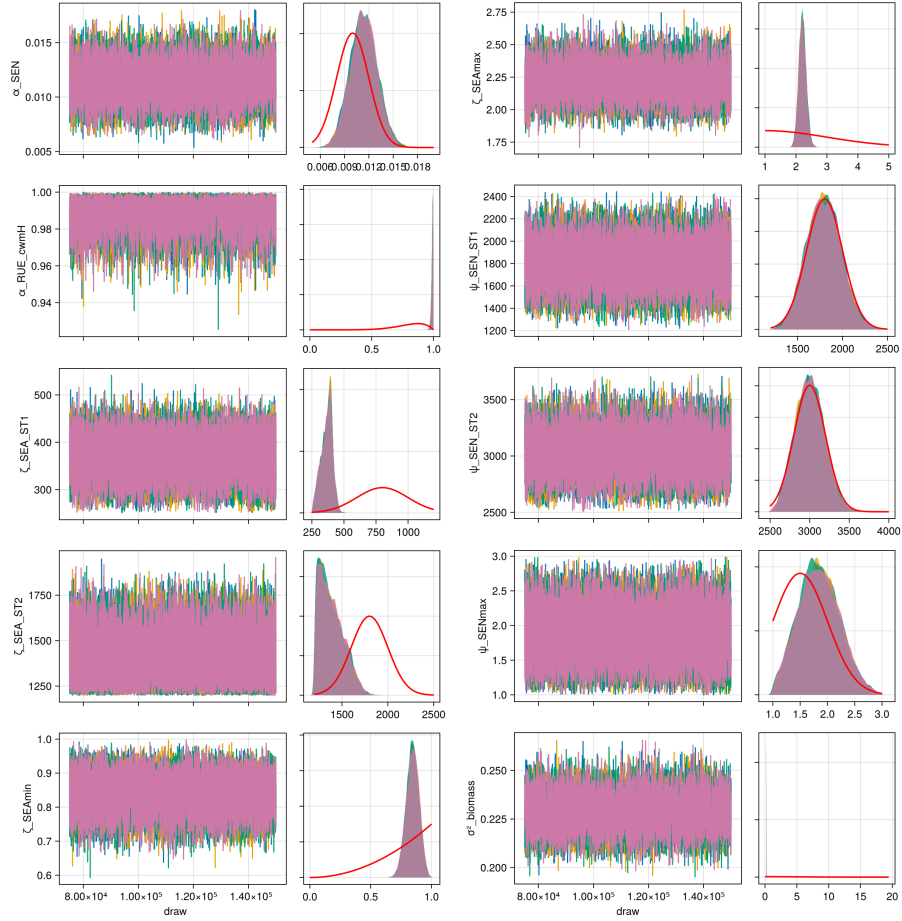 α_SEN
0.015
0.010
0.005
0.006
0.009
0.012
0.015
0.018
ζ_SEAmax
2.75
2.50
2.25
2.00
1.75
1 2 3 4 5
α_RUE_cwmH
1.00
0.98
0.96
0.94
0.0 0.5 1.0
ψ_SEN_ST1
2400
2200
2000
1800
1600
1400
1200
1500 2000 2500
ζ_SEA_ST1
500
400
300
250 500 750 1000
ψ_SEN_ST2
3500
3000
2500
2500 3000 3500 4000
ζ_SEA_ST2
1750
1500
1250
1500 2000 2500
ψ_SENmax
3.0
2.5
2.0
1.5
1.0
1.0 1.5 2.0 2.5 3.0
ζ_SEAmin
1.0
0.9
0.8
0.7
0.6
8.00×10⁴ 1.00×10⁵ 1.20×10⁵ 1.40×10⁵
draw
0.0 0.5 1.0
σ²_biomass
0.250
0.225
0.200
8.00×10⁴ 1.00×10⁵ 1.20×10⁵ 1.40×10⁵
draw
0 5 10 15 20